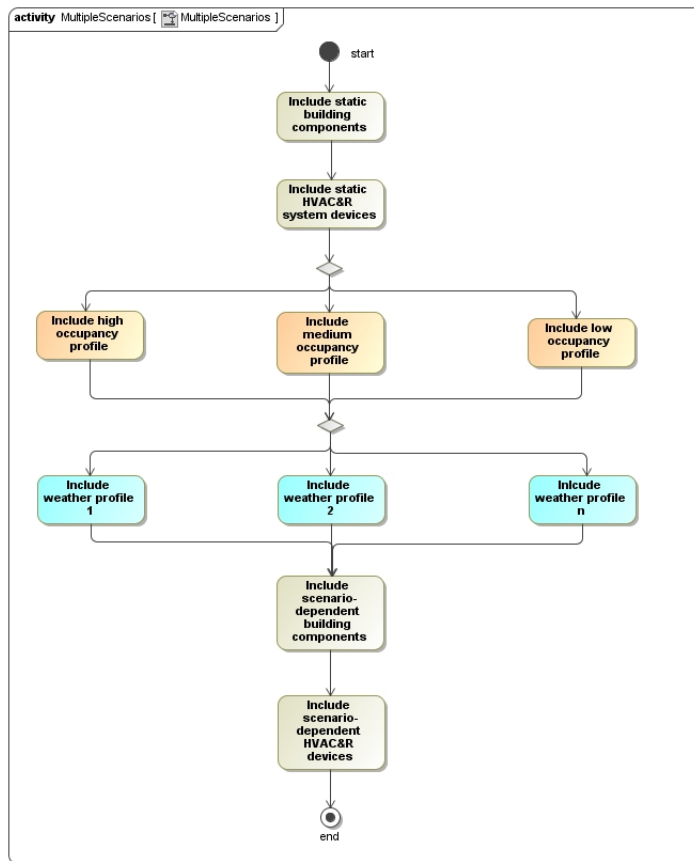 activity MultipleScenarios [ MultipleScenarios ]
start
Include static
building
components
Include static
HVAC&R
system devices
Include high
occupancy
profile
Include
medium
occupancy
profile
Include low
occupancy
profile
Include
weather profile
1
Include
weather profile
2
Inlcude
weather profile
n
Include
scenario-
dependent
building
components
Include
scenario-
dependent
HVAC&R
devices
end